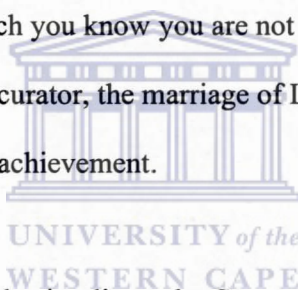 ch you know you are not
curator, the marriage of I
achievement.
UNIVERSITY of the
WESTERN CAPE